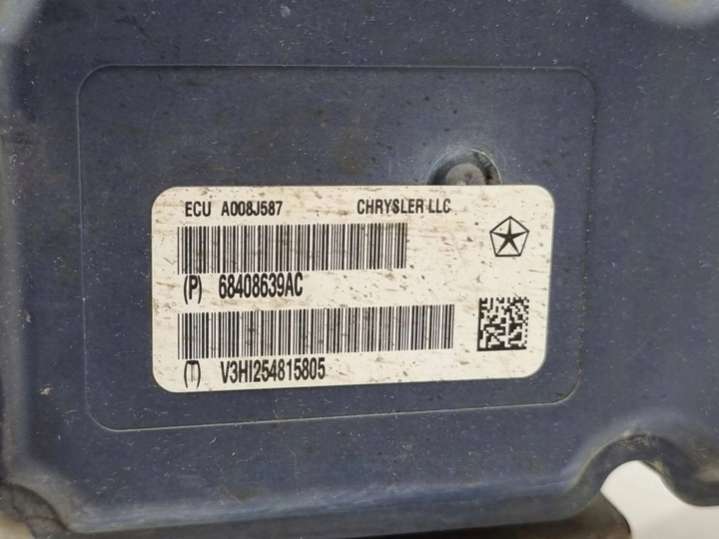 ECU A008J587 CHRYSLER LLC
(P) 68408639AC
(T) V3HI254815805